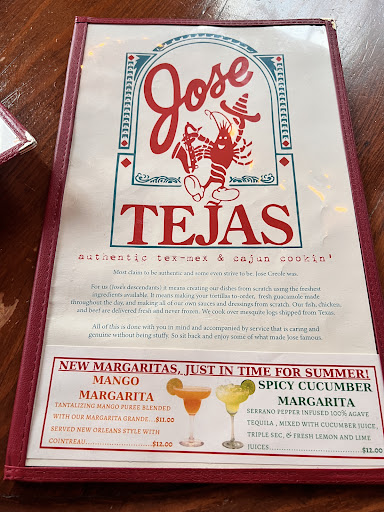 Jose
TEJAS
authentic tex-mex & cajun cookin'
Most claim to be authentic and some even strive to be. Jose Creole was.
For us (Jose's descendants) it means creating our dishes from scratch using the freshest
ingredients available. It means making your tortillas to-order, fresh guacamole made
throughout the day, and making all of our own sauces and dressings from scratch. Our fish, chicken,
and beef are delivered fresh and never frozen. We cook over mesquite logs shipped from Texas.
All of this is done with you in mind and accompanied by service that is caring and
genuine without being stuffy. So sit back and enjoy some of what made Jose famous.
NEW MARGARITAS, JUST IN TIME FOR SUMMER!
MANGO
MARGARITA
TANTALIZING MANGO PUREE BLENDED
WITH OUR MARGARITA GRANDE...$11.00
SERVED NEW ORLEANS STYLE WITH
COINTREAU..............................$12.00
SPICY CUCUMBER
MARGARITA
SERRANO PEPPER INFUSED 100% AGAVE
TEQUILA , MIXED WITH CUCUMBER JUICE,
TRIPLE SEC, & FRESH LEMON AND LIME
JUICES..........................................$12.00